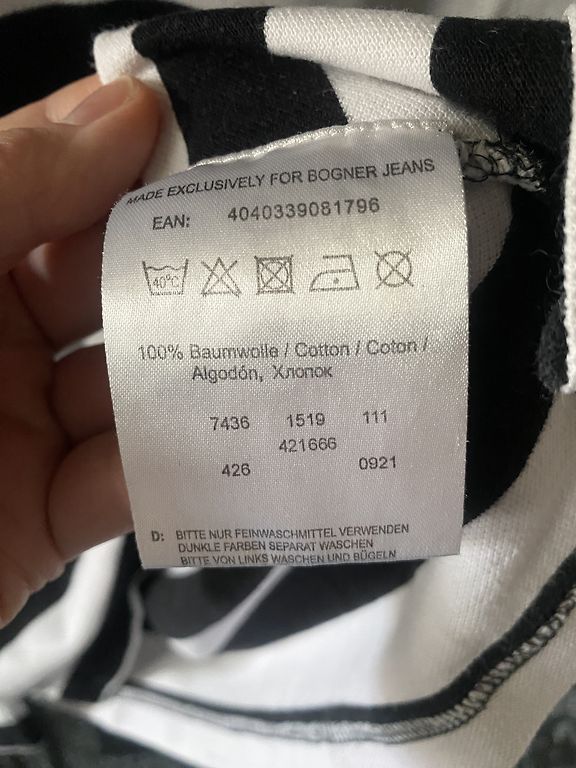 MADE EXCLUSIVELY FOR BOGNER JEANS
EAN: 4040339081796
40°C
100% Baumwolle / Cotton / Coton /
Algodón, Хлопок
7436 1519 111
421666
426 0921
D: BITTE NUR FEINWASCHMITTEL VERWENDEN
DUNKLE FARBEN SEPARAT WASCHEN
BITTE VON LINKS WASCHEN UND BÜGELN